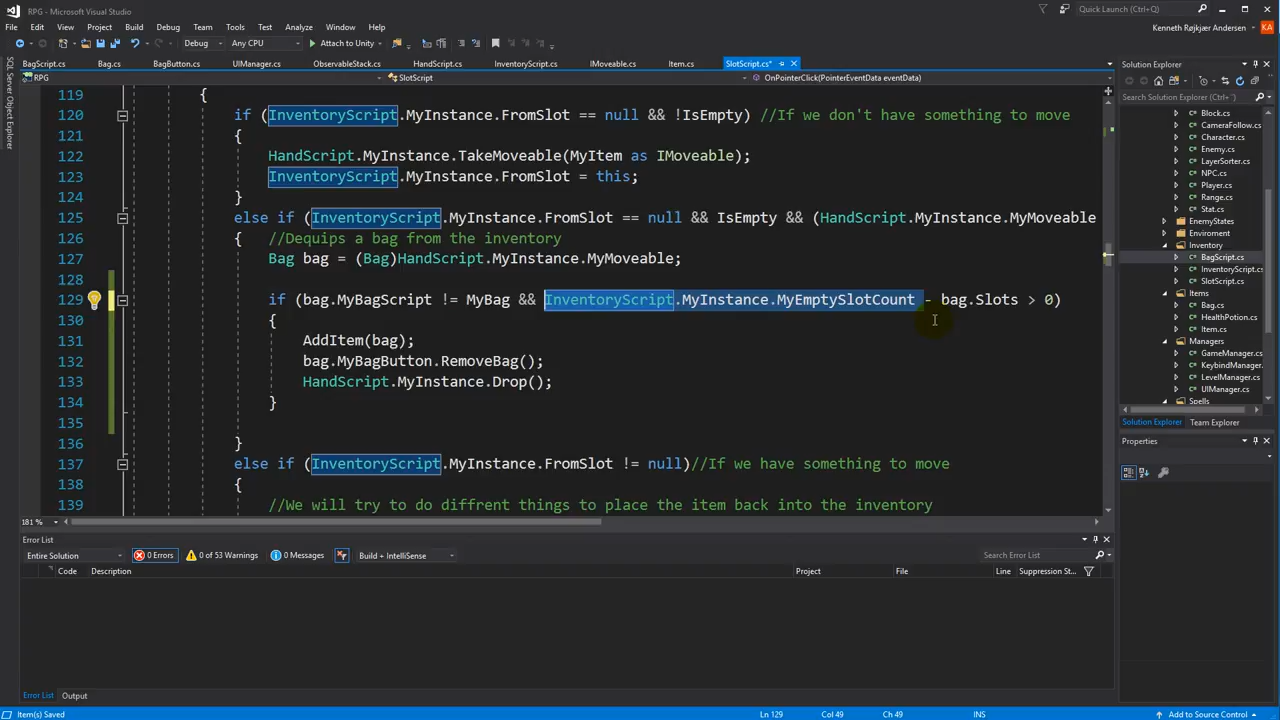 RPG - Microsoft Visual Studio
Quick Launch (Ctrl+Q)
File Edit View Project Build Debug Team Tools Test Analyze Window Help
Kenneth Røjkjær Andersen KA
Debug Any CPU Attach to Unity
SQL Server Object Explorer
BagScript.cs Bag.cs BagButton.cs UIManager.cs ObservableStack.cs HandScript.cs InventoryScript.cs IMoveable.cs Item.cs SlotScript.cs*
RPG SlotScript OnPointerClick(PointerEventData eventData)
119 {
120 if (InventoryScript.MyInstance.FromSlot == null && !IsEmpty) //If we don't have something to move
121 {
122 HandScript.MyInstance.TakeMoveable(MyItem as IMoveable);
123 InventoryScript.MyInstance.FromSlot = this;
124 }
125 else if (InventoryScript.MyInstance.FromSlot == null && IsEmpty && (HandScript.MyInstance.MyMoveable
126 { //Dequips a bag from the inventory
127 Bag bag = (Bag)HandScript.MyInstance.MyMoveable;
128
129 if (bag.MyBagScript != MyBag && InventoryScript.MyInstance.MyEmptySlotCount - bag.Slots > 0)
130 {
131 AddItem(bag);
132 bag.MyBagButton.RemoveBag();
133 HandScript.MyInstance.Drop();
134 }
135
136 }
137 else if (InventoryScript.MyInstance.FromSlot != null)//If we have something to move
138 {
139 //We will try to do diffrent things to place the item back into the inventory
181 %
Solution Explorer
Search Solution Explorer (Ctrl+¨)
Block.cs
CameraFollow.cs
Character.cs
Enemy.cs
LayerSorter.cs
NPC.cs
Player.cs
Range.cs
Stat.cs
EnemyStates
Enviroment
Inventory
BagScript.cs
InventoryScript.cs
SlotScript.cs
Items
Bag.cs
HealthPotion.cs
Item.cs
Managers
GameManager.cs
KeybindManager.cs
LevelManager.cs
UIManager.cs
Spells
Solution Explorer Team Explorer
Properties
Error List
Entire Solution 0 Errors 0 of 53 Warnings 0 Messages Build + IntelliSense Search Error List
Code Description Project File Line Suppression St...
Error List Output
Item(s) Saved Ln 129 Col 49 Ch 49 INS Add to Source Control